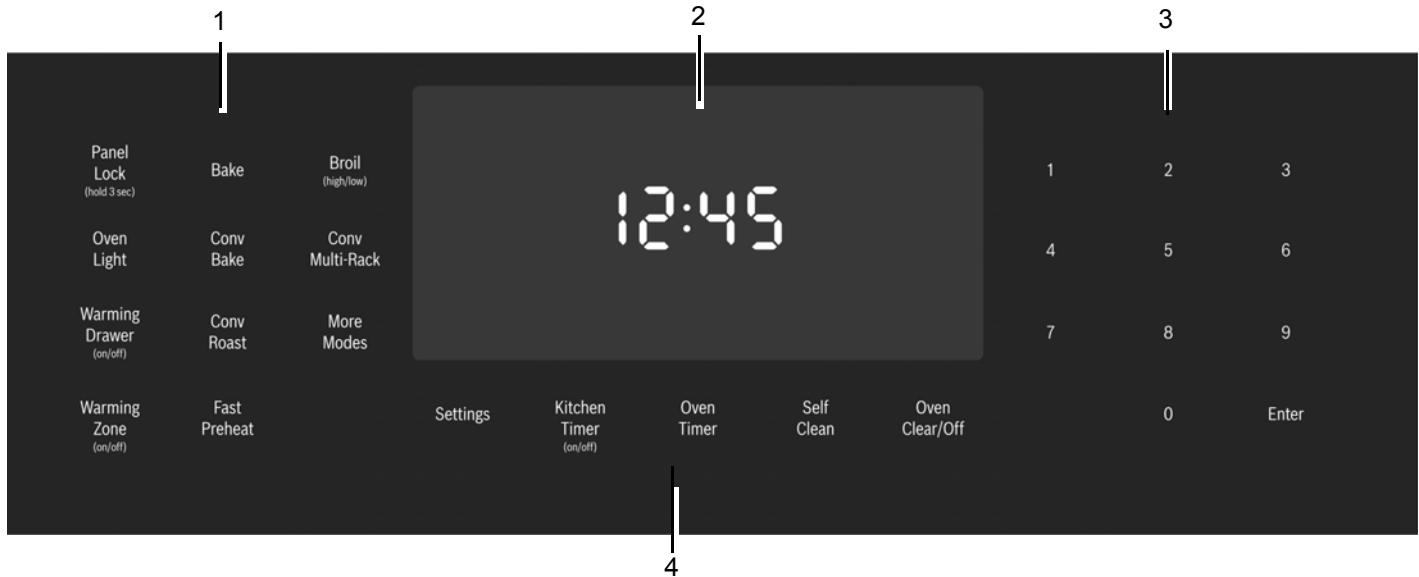 1
2
3
Panel
Lock
(hold 3 sec)
Bake
Broil
(high/low)
Oven
Light
Conv
Bake
Conv
Multi-Rack
Warming
Drawer
(on/off)
Conv
Roast
More
Modes
Warming
Zone
(on/off)
Fast
Preheat
12:45
Settings
Kitchen
Timer
(on/off)
Oven
Timer
Self
Clean
Oven
Clear/Off
1
2
3
4
5
6
7
8
9
0
Enter
4